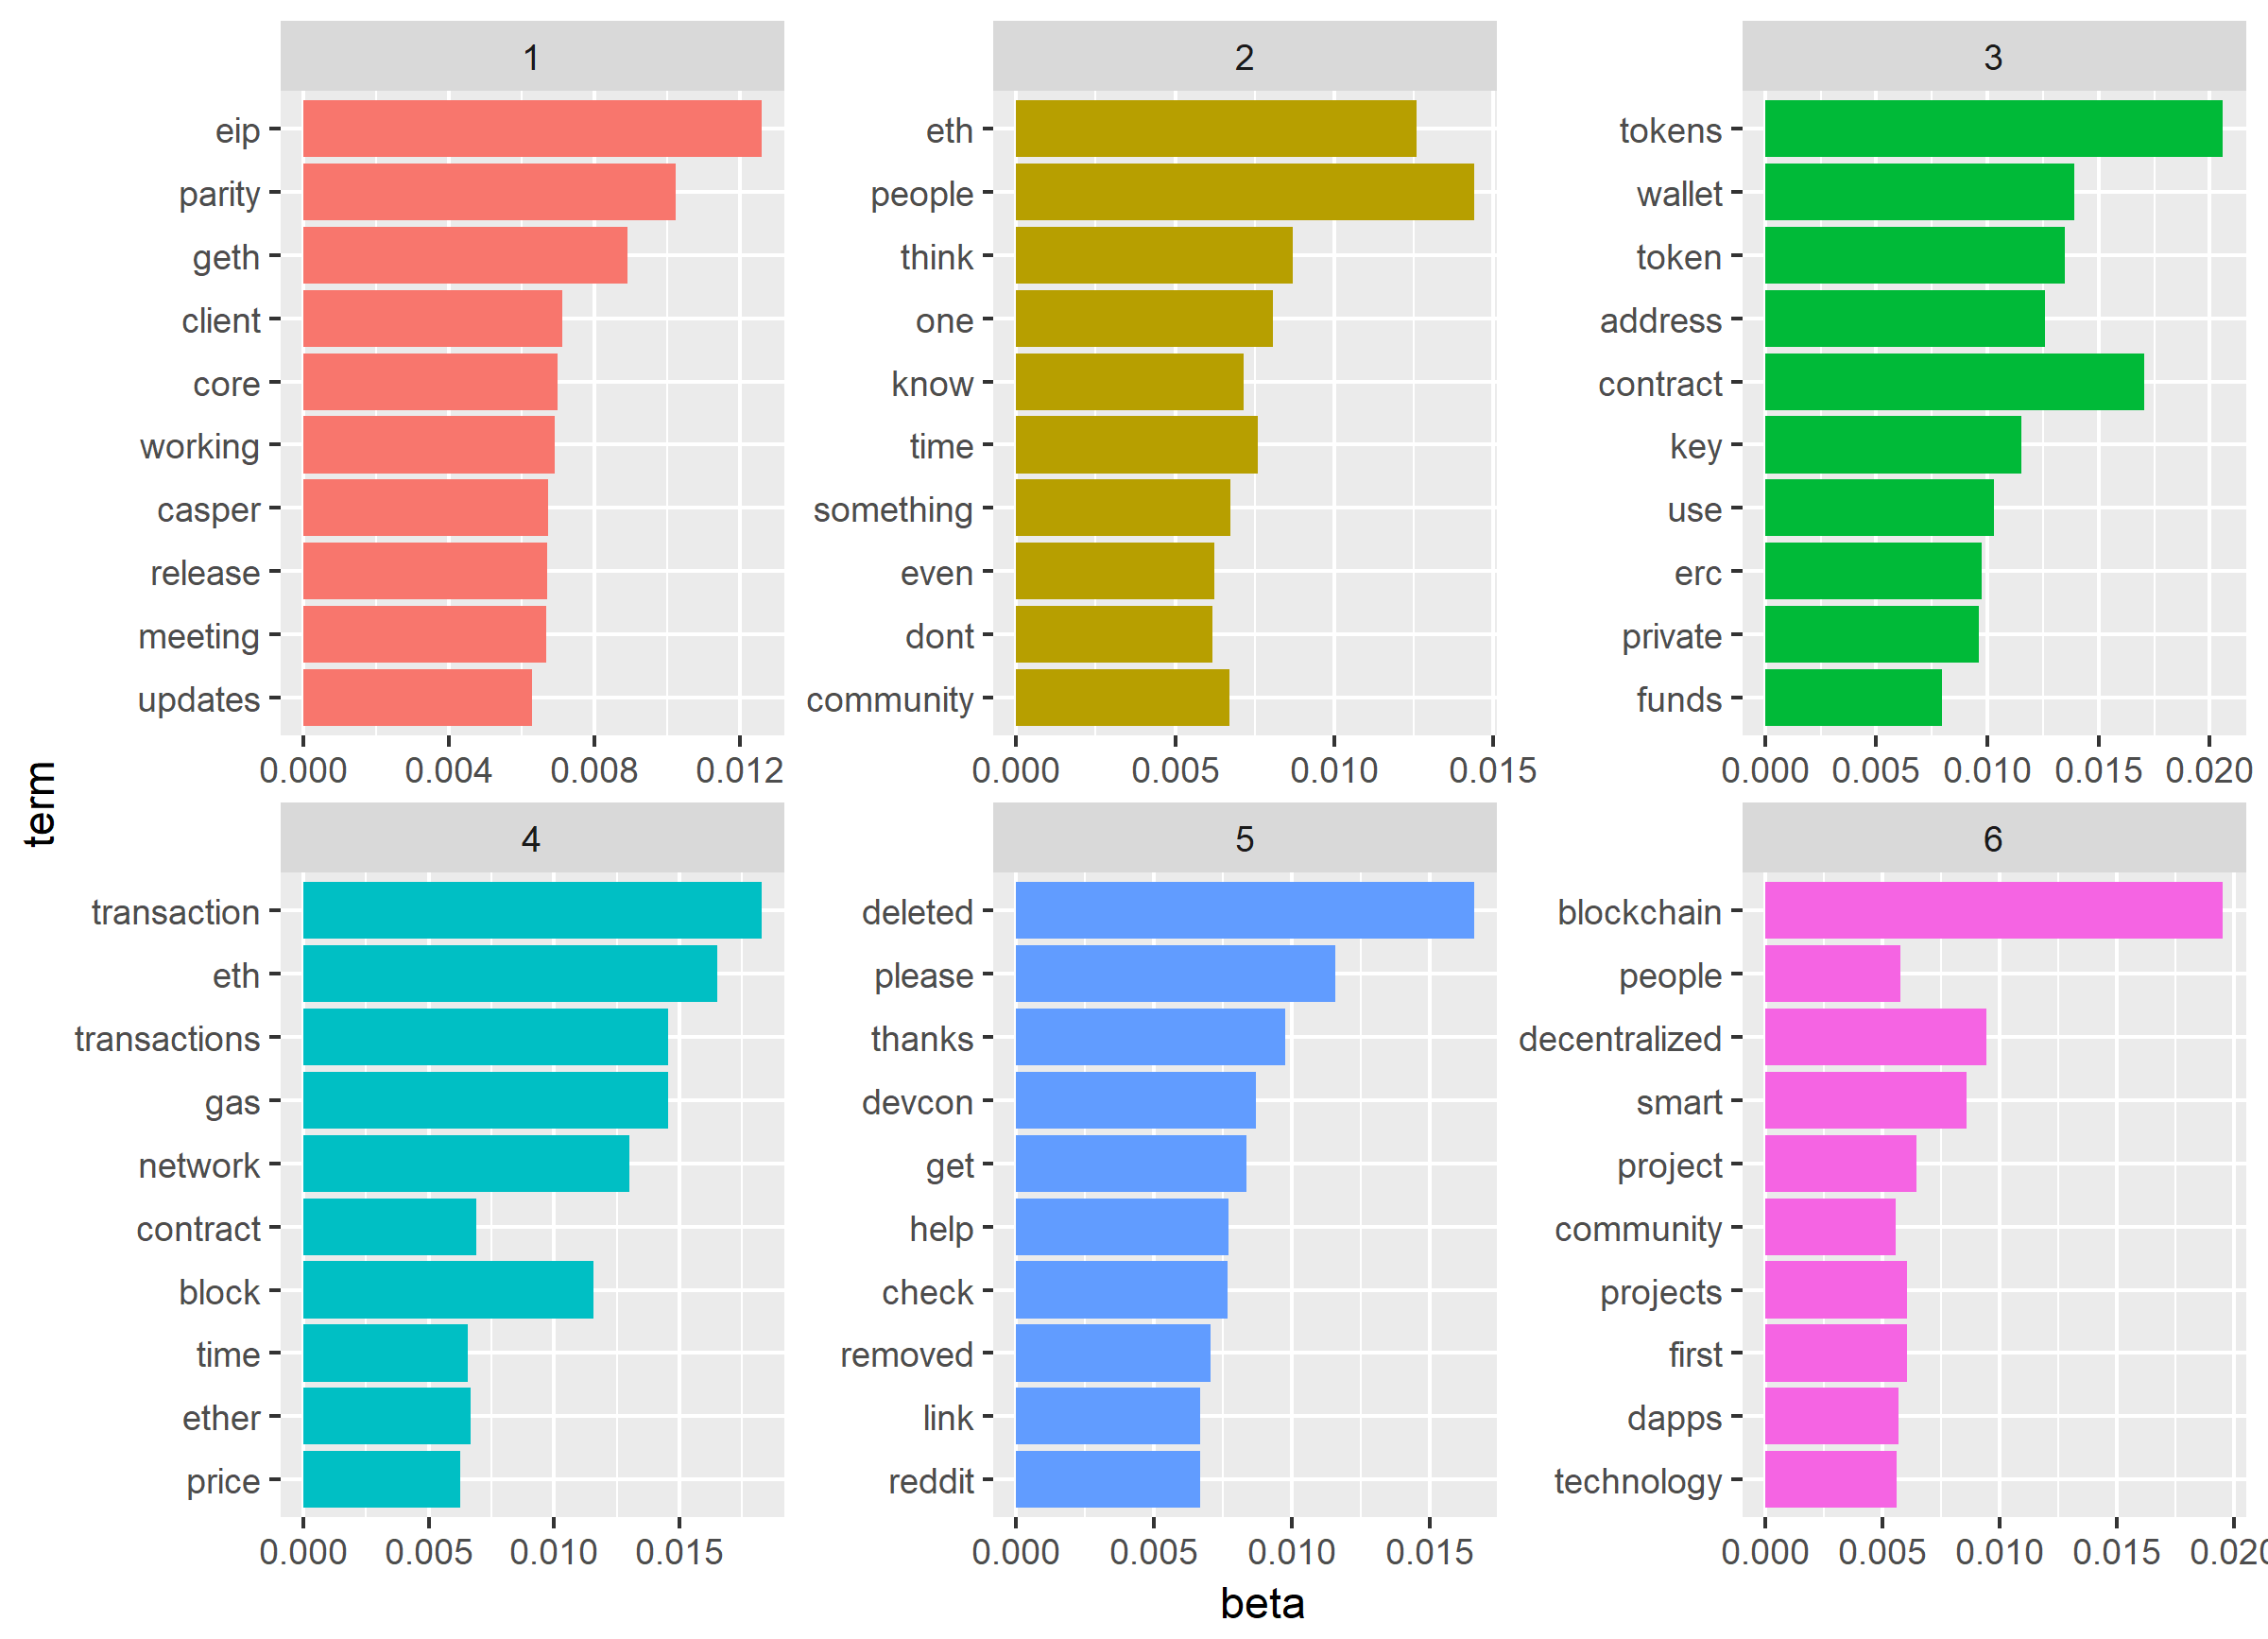 1
eip
parity
geth
client
core
working
casper
release
meeting
updates
0.000 0.004 0.008 0.012
2
eth
people
think
one
know
time
something
even
dont
community
0.000 0.005 0.010 0.015
3
tokens
wallet
token
address
contract
key
use
erc
private
funds
0.000 0.005 0.010 0.015 0.020
term
4
transaction
eth
transactions
gas
network
contract
block
time
ether
price
0.000 0.005 0.010 0.015
5
deleted
please
thanks
devcon
get
help
check
removed
link
reddit
0.000 0.005 0.010 0.015
6
blockchain
people
decentralized
smart
project
community
projects
first
dapps
technology
0.000 0.005 0.010 0.015 0.020
beta